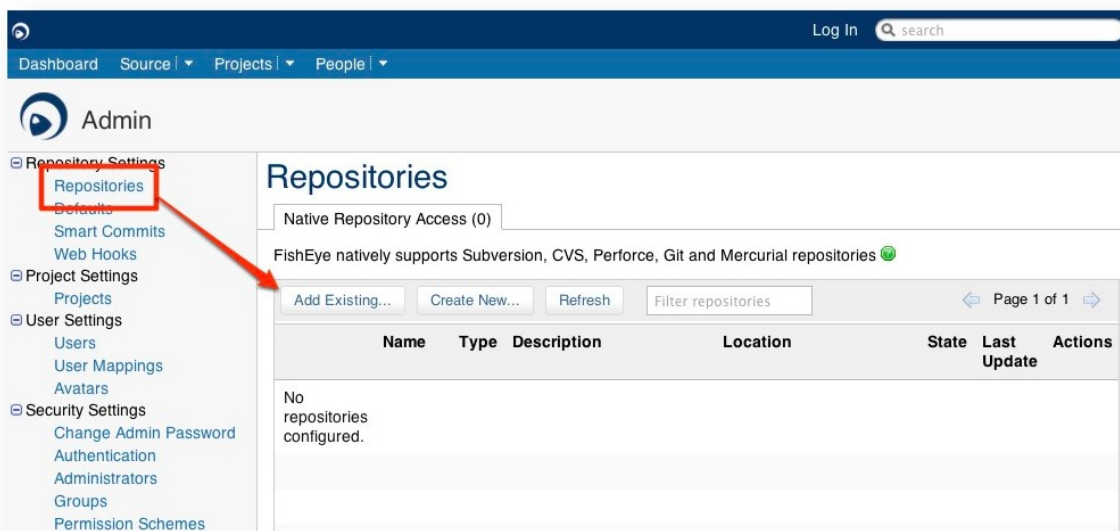 Log In
search
Dashboard Source Projects People
Admin
Repository Settings
Repositories
Defaults
Smart Commits
Web Hooks
Project Settings
Projects
User Settings
Users
User Mappings
Avatars
Security Settings
Change Admin Password
Authentication
Administrators
Groups
Permission Schemes
Repositories
Native Repository Access (0)
FishEye natively supports Subversion, CVS, Perforce, Git and Mercurial repositories
Add Existing... Create New... Refresh Filter repositories Page 1 of 1
Name Type Description Location State Last Actions
Update
No
repositories
configured.